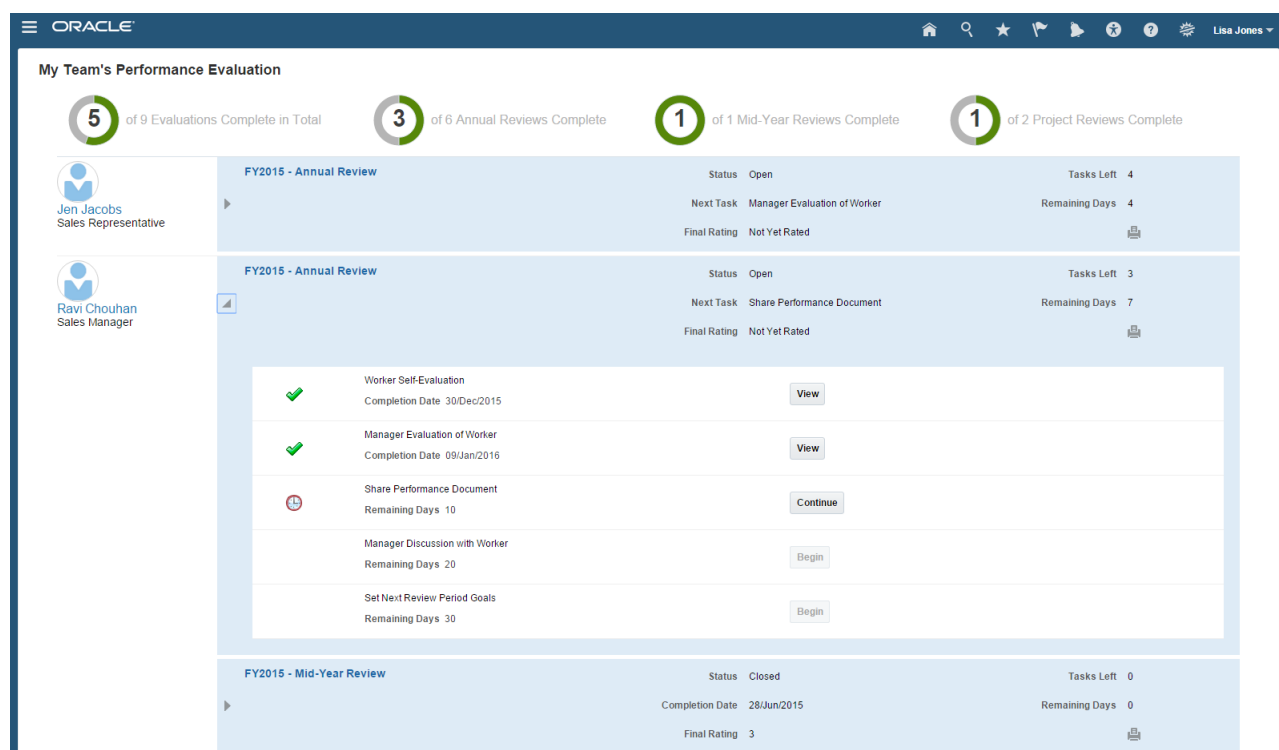 ORACLE
Lisa Jones
My Team's Performance Evaluation
5 of 9 Evaluations Complete in Total
3 of 6 Annual Reviews Complete
1 of 1 Mid-Year Reviews Complete
1 of 2 Project Reviews Complete
Jen Jacobs
Sales Representative
FY2015 - Annual Review
Status Open
Tasks Left 4
Next Task Manager Evaluation of Worker
Remaining Days 4
Final Rating Not Yet Rated
Ravi Chouhan
Sales Manager
FY2015 - Annual Review
Status Open
Tasks Left 3
Next Task Share Performance Document
Remaining Days 7
Final Rating Not Yet Rated
Worker Self-Evaluation
Completion Date 30/Dec/2015
View
Manager Evaluation of Worker
Completion Date 09/Jan/2016
View
Share Performance Document
Remaining Days 10
Continue
Manager Discussion with Worker
Remaining Days 20
Begin
Set Next Review Period Goals
Remaining Days 30
Begin
FY2015 - Mid-Year Review
Status Closed
Tasks Left 0
Completion Date 28/Jun/2015
Remaining Days 0
Final Rating 3